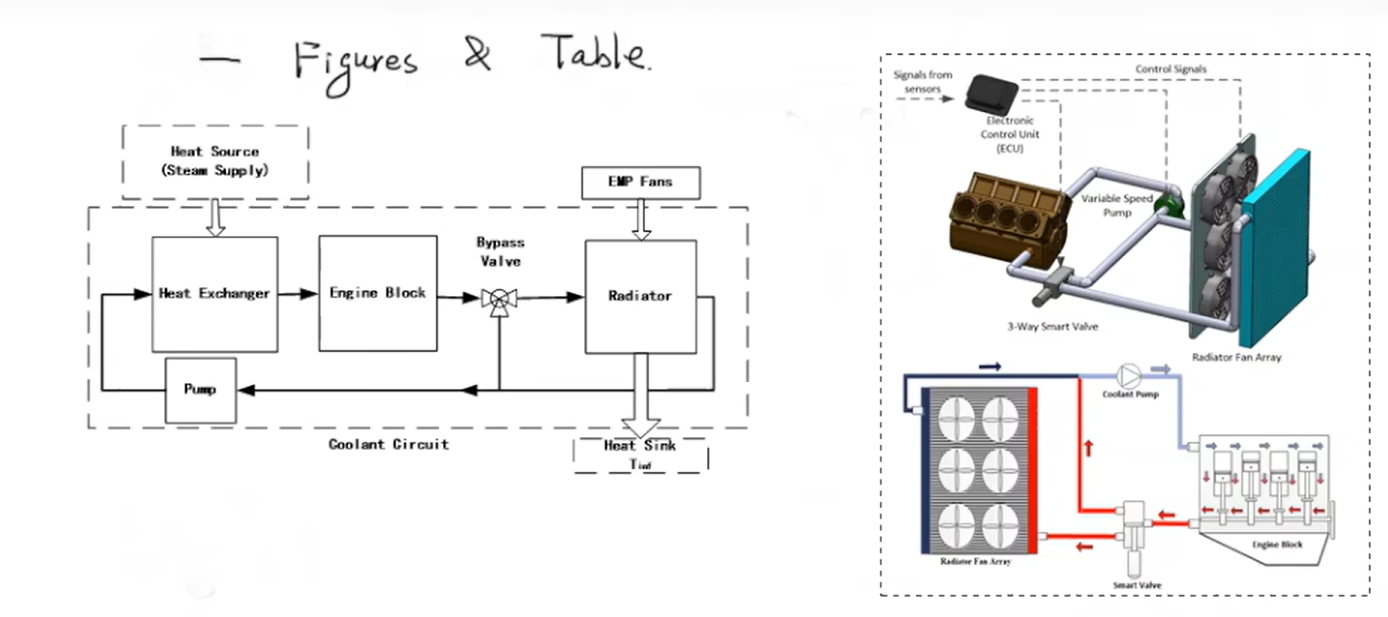 — Figures & Table.
Heat Source
(Steam Supply)
EMP Fans
Heat Exchanger
Engine Block
Bypass
Valve
Radiator
Pump
Coolant Circuit
Heat Sink
Tinf
Signals from
sensors
Control Signals
Electronic
Control Unit
(ECU)
Variable Speed
Pump
3-Way Smart Valve
Radiator Fan Array
Coolant Pump
Engine Block
Radiator Fan Array
Smart Valve